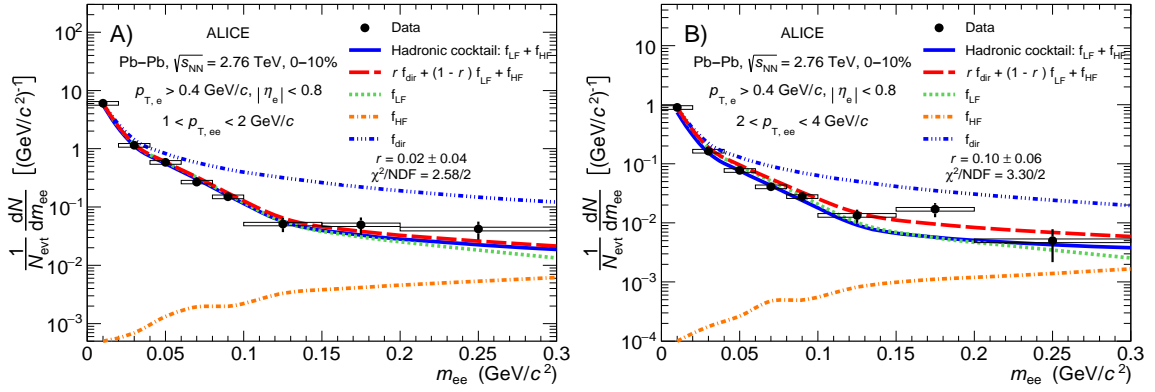 A)
ALICE
Pb–Pb, √sNN = 2.76 TeV, 0–10%
pT, e > 0.4 GeV/c, |ηe| < 0.8
1 < pT, ee < 2 GeV/c
Data
Hadronic cocktail: fLF + fHF
r fdir + (1 - r ) fLF + fHF
fLF
fHF
fdir
r = 0.02 ± 0.04
χ²/NDF = 2.58/2
1/Nevt dN/dmee [(GeV/c²)⁻¹]
10²
10
1
10⁻¹
10⁻²
10⁻³
0 0.05 0.1 0.15 0.2 0.25 0.3
mee (GeV/c²)
B)
ALICE
Pb–Pb, √sNN = 2.76 TeV, 0–10%
pT, e > 0.4 GeV/c, |ηe| < 0.8
2 < pT, ee < 4 GeV/c
Data
Hadronic cocktail: fLF + fHF
r fdir + (1 - r ) fLF + fHF
fLF
fHF
fdir
r = 0.10 ± 0.06
χ²/NDF = 3.30/2
1/Nevt dN/dmee [(GeV/c²)⁻¹]
10
1
10⁻¹
10⁻²
10⁻³
10⁻⁴
0 0.05 0.1 0.15 0.2 0.25 0.3
mee (GeV/c²)